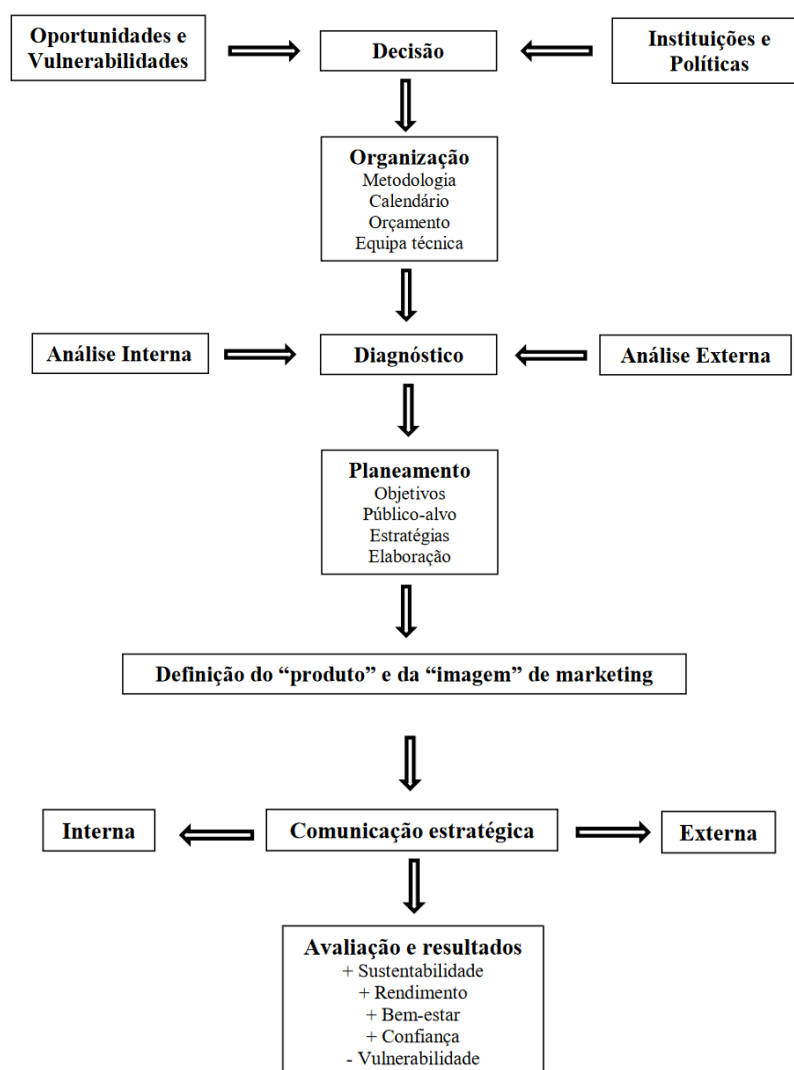 Oportunidades e
Vulnerabilidades
Decisão
Instituições e
Políticas
Organização
Metodologia
Calendário
Orçamento
Equipa técnica
Análise Interna
Diagnóstico
Análise Externa
Planeamento
Objetivos
Público-alvo
Estratégias
Elaboração
Definição do “produto” e da “imagem” de marketing
Interna
Comunicação estratégica
Externa
Avaliação e resultados
+ Sustentabilidade
+ Rendimento
+ Bem-estar
+ Confiança
- Vulnerabilidade